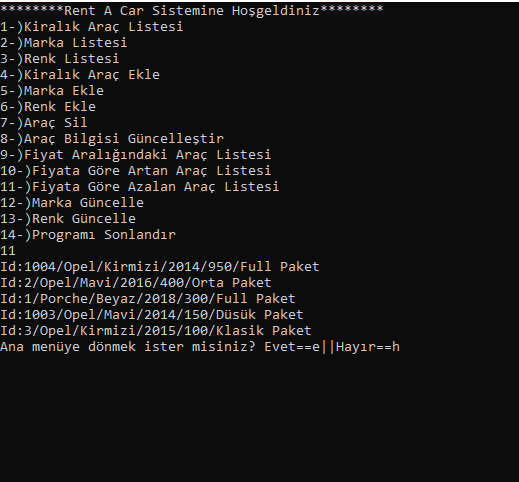 ********Rent A Car Sistemine Hoşgeldiniz********
1-)Kiralık Araç Listesi
2-)Marka Listesi
3-)Renk Listesi
4-)Kiralık Araç Ekle
5-)Marka Ekle
6-)Renk Ekle
7-)Araç Sil
8-)Araç Bilgisi Güncelleştir
9-)Fiyat Aralığındaki Araç Listesi
10-)Fiyata Göre Artan Araç Listesi
11-)Fiyata Göre Azalan Araç Listesi
12-)Marka Güncelle
13-)Renk Güncelle
14-)Programı Sonlandır
11
Id:1004/Opel/Kirmizi/2014/950/Full Paket
Id:2/Opel/Mavi/2016/400/Orta Paket
Id:1/Porche/Beyaz/2018/300/Full Paket
Id:1003/Opel/Mavi/2014/150/Düsük Paket
Id:3/Opel/Kirmizi/2015/100/Klasik Paket
Ana menüye dönmek ister misiniz? Evet==e||Hayır==h